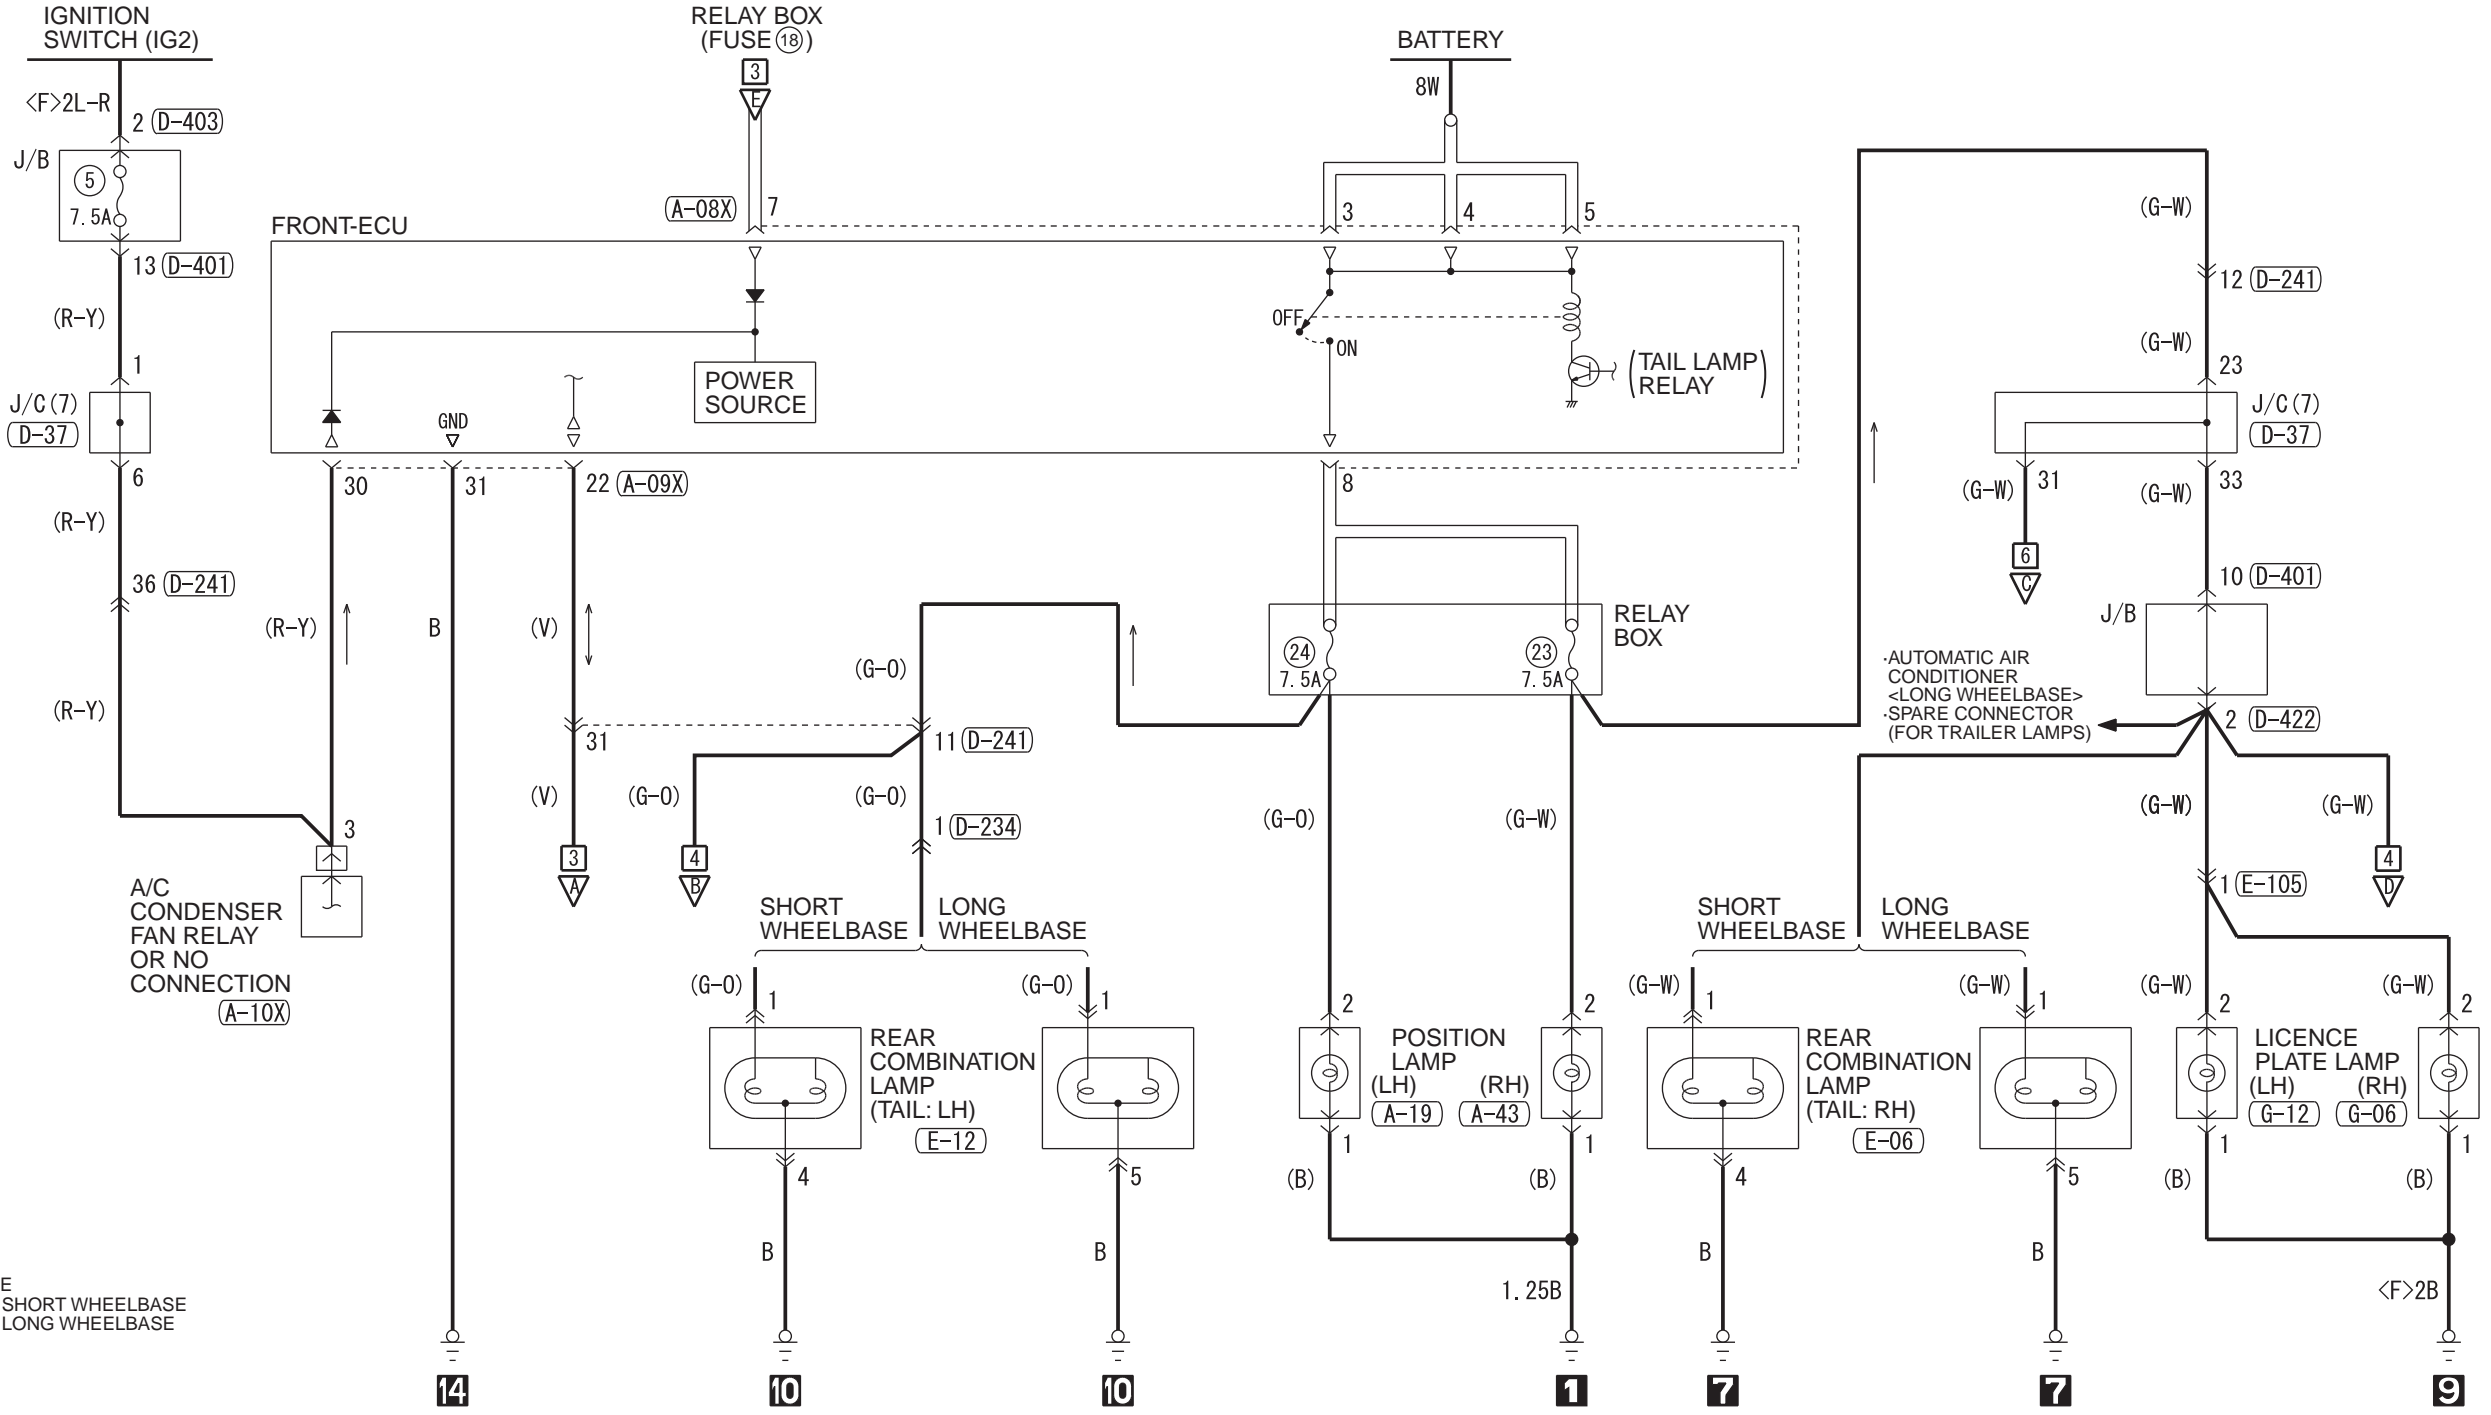 IGNITION
SWITCH (IG2)
RELAY BOX
(FUSE 18)
BATTERY
<F>2L-R
2 (D-403)
J/B
5
7.5A
13 (D-401)
(R-Y)
1
J/C(7)
(D-37)
6
(R-Y)
36 (D-241)
(R-Y)
3
E
(A-08X) 7
FRONT-ECU
POWER
SOURCE
GND
30
31
22 (A-09X)
(R-Y)
B
(V)
31
(V)
3
A
3
A/C
CONDENSER
FAN RELAY
OR NO
CONNECTION
(A-10X)
8W
3
4
5
OFF
ON
(TAIL LAMP
RELAY)
8
RELAY
BOX
24
7.5A
23
7.5A
(G-O)
11 (D-241)
(G-O)
4
B
(G-O)
1 (D-234)
SHORT
WHEELBASE
LONG
WHEELBASE
(G-O)
1
(G-O)
1
REAR
COMBINATION
LAMP
(TAIL: LH)
(E-12)
4
5
B
B
(G-O)
(G-W)
2
2
POSITION
LAMP
(LH) (RH)
(A-19) (A-43)
1
1
(B)
(B)
1.25B
(G-W)
12 (D-241)
(G-W)
23
J/C(7)
(D-37)
31
(G-W)
6
C
33
(G-W)
10 (D-401)
J/B
·AUTOMATIC AIR
CONDITIONER
<LONG WHEELBASE>
·SPARE CONNECTOR
(FOR TRAILER LAMPS)
2 (D-422)
(G-W)
(G-W)
4
D
1 (E-105)
SHORT
WHEELBASE
LONG
WHEELBASE
(G-W)
1
(G-W)
1
REAR
COMBINATION
LAMP
(TAIL: RH)
(E-06)
4
5
B
B
(G-W)
2
(G-W)
2
LICENCE
PLATE LAMP
(LH) (RH)
(G-12) (G-06)
1
1
(B)
(B)
<F>2B
E
SHORT WHEELBASE
LONG WHEELBASE
14
10
10
1
7
7
9